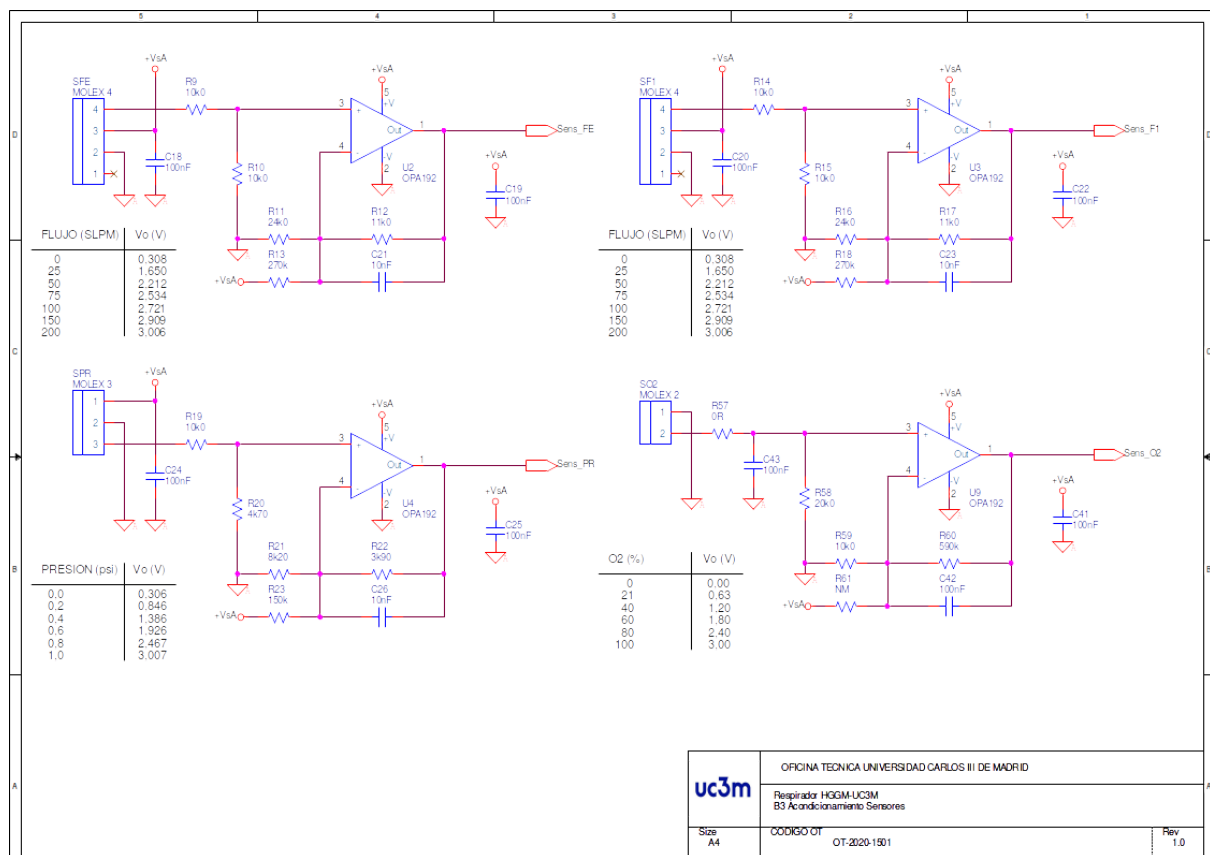 5 4 3 2 1
+VsA
SFE
MOLEX 4
4
3
2
1
R9
10k0
C18
100nF
R10
10k0
+VsA
5
+V
3
+
Out
1
4
-
-V
2
U2
OPA192
Sens_FE
+VsA
C19
100nF
R11
24k0
R12
11k0
R13
270k
C21
10nF
+VsA
FLUJO (SLPM) Vo (V)
0 0.308
25 1.650
50 2.212
75 2.534
100 2.721
150 2.909
200 3.006
+VsA
SF1
MOLEX 4
4
3
2
1
R14
10k0
C20
100nF
R15
10k0
+VsA
5
+V
3
+
Out
1
4
-
-V
2
U3
OPA192
Sens_F1
+VsA
C22
100nF
R16
24k0
R17
11k0
R18
270k
C23
10nF
+VsA
FLUJO (SLPM) Vo (V)
0 0.308
25 1.650
50 2.212
75 2.534
100 2.721
150 2.909
200 3.006
+VsA
SPR
MOLEX 3
1
2
3
R19
10k0
C24
100nF
R20
4k70
+VsA
5
+V
3
+
Out
1
4
-
-V
2
U4
OPA192
Sens_PR
+VsA
C25
100nF
R21
8k20
R22
3k90
R23
150k
C26
10nF
+VsA
PRESION (psi) Vo (V)
0.0 0.306
0.2 0.846
0.4 1.386
0.6 1.926
0.8 2.467
1.0 3.007
SO2
MOLEX 2
1
2
R57
0R
C43
100nF
R58
20k0
+VsA
5
+V
3
+
Out
1
4
-
-V
2
U9
OPA192
Sens_O2
+VsA
C41
100nF
R59
10k0
R60
590k
R61
NM
C42
100nF
+VsA
O2 (%) Vo (V)
0 0.00
21 0.63
40 1.20
60 1.80
80 2.40
100 3.00
D
C
B
A
D
C
B
A
uc3m
OFICINA TECNICA UNIVERSIDAD CARLOS III DE MADRID
Respirador HGGM-UC3M
B3 Acondicionamiento Sensores
Size
A4
CODIGO OT
OT-2020-1501
Rev
1.0